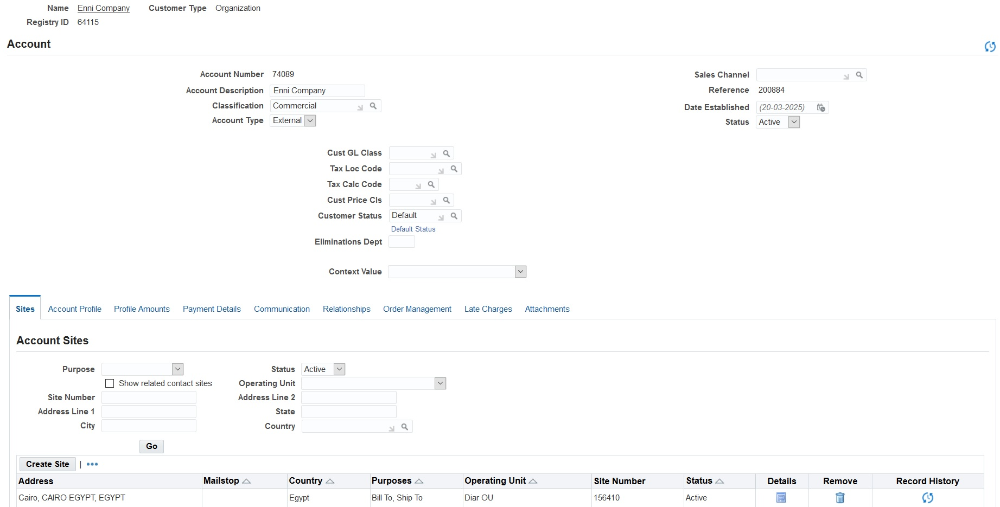 Name Enni Company Customer Type Organization
Registry ID 64115
Account
Account Number 74089 Sales Channel
Account Description Enni Company Reference 200884
Classification Commercial Date Established (20-03-2025)
Account Type External Status Active
Cust GL Class
Tax Loc Code
Tax Calc Code
Cust Price Cls
Customer Status Default
Default Status
Eliminations Dept
Context Value
Sites Account Profile Profile Amounts Payment Details Communication Relationships Order Management Late Charges Attachments
Account Sites
Purpose Status Active
Show related contact sites Operating Unit
Site Number Address Line 2
Address Line 1 State
City Country
Go
Create Site | •••
Address Mailstop Country Purposes Operating Unit Site Number Status Details Remove Record History
Cairo, CAIRO EGYPT, EGYPT Egypt Bill To, Ship To Diar OU 156410 Active